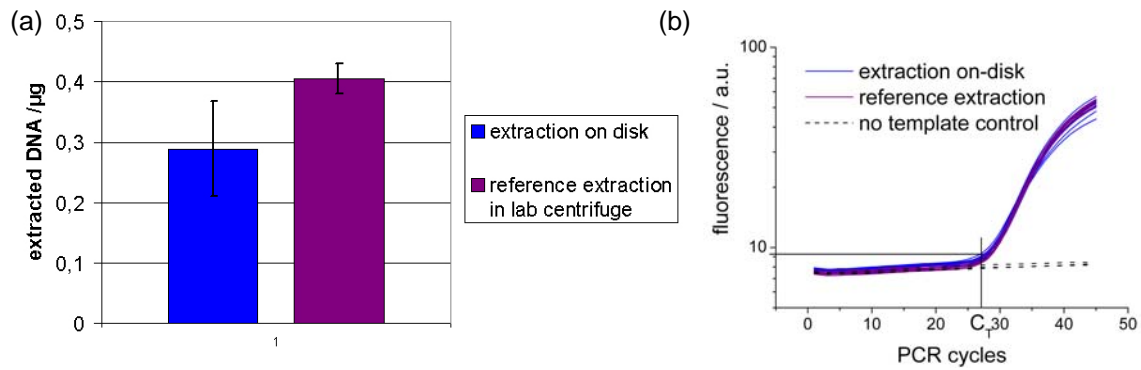 (a)
extracted DNA /µg
0,5
0,4
0,3
0,2
0,1
0
1
extraction on disk
reference extraction
in lab centrifuge
(b)
fluorescence / a.u.
100
10
extraction on-disk
reference extraction
no template control
0 10 20 C_T 30 40 50
PCR cycles